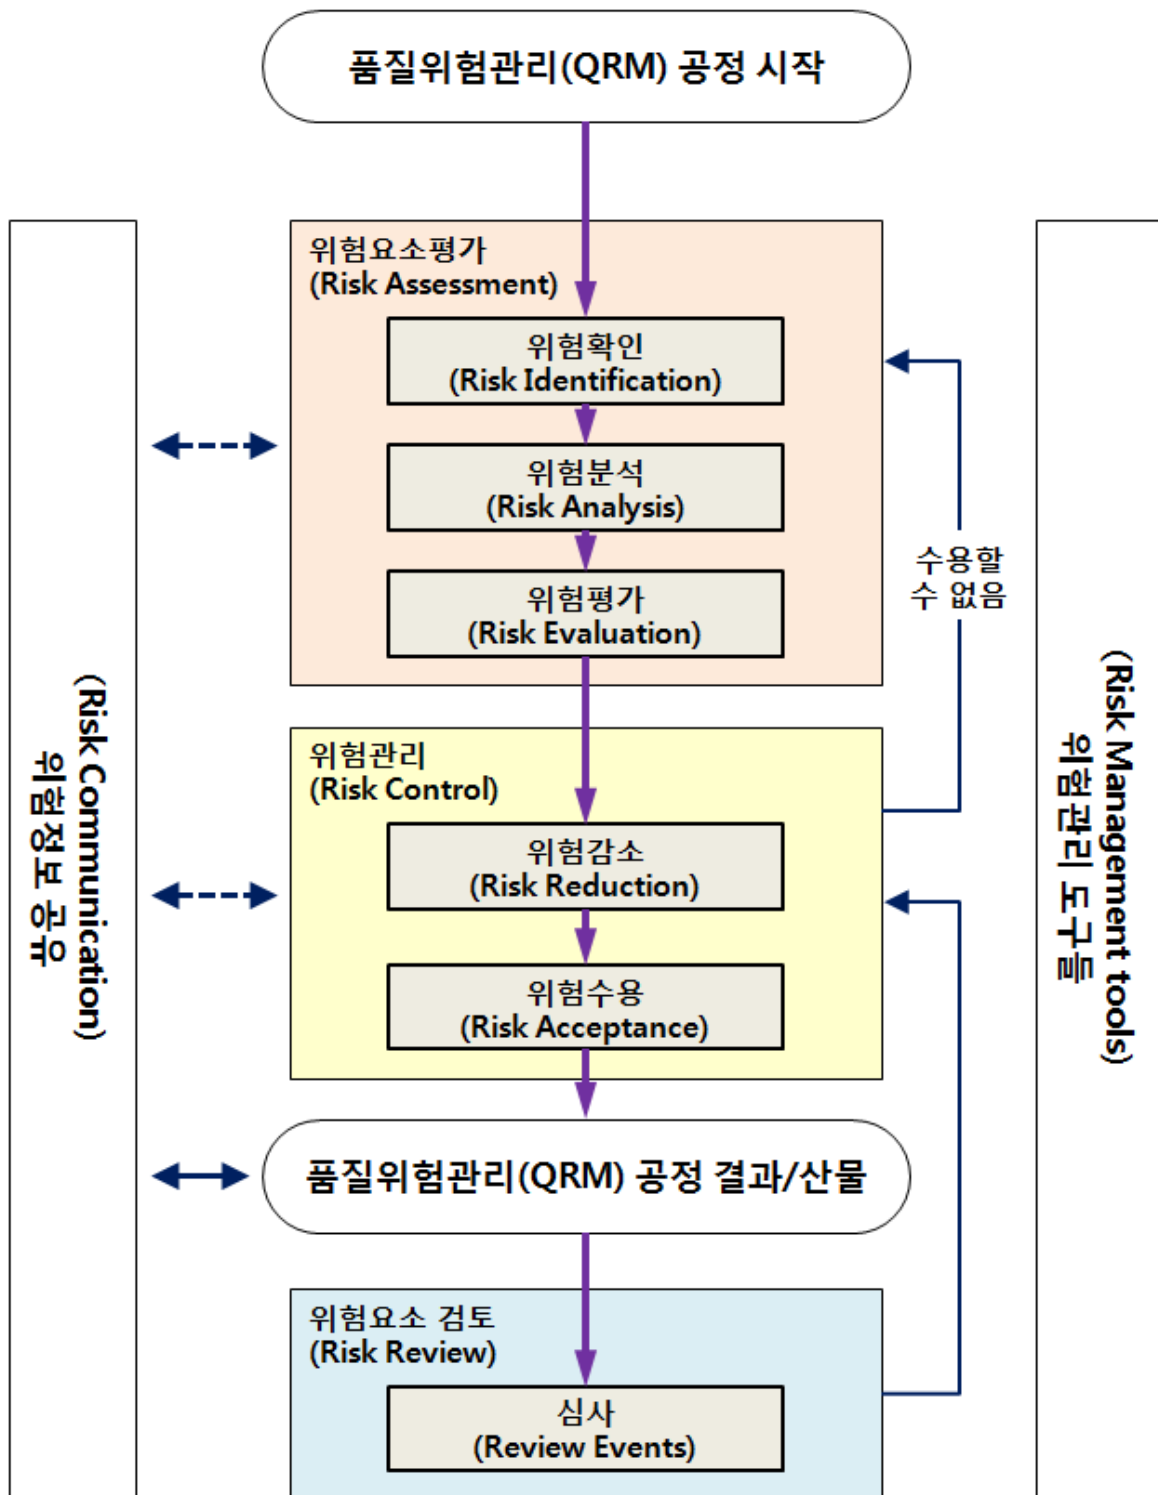 품질위험관리(QRM) 공정 시작
위험요소평가
(Risk Assessment)
위험확인
(Risk Identification)
위험분석
(Risk Analysis)
위험평가
(Risk Evaluation)
수용할
수 없음
위험관리
(Risk Control)
위험감소
(Risk Reduction)
위험수용
(Risk Acceptance)
품질위험관리(QRM) 공정 결과/산물
위험요소 검토
(Risk Review)
심사
(Review Events)
(Risk Communication)
위험정보 공유
(Risk Management tools)
위험관리 도구들